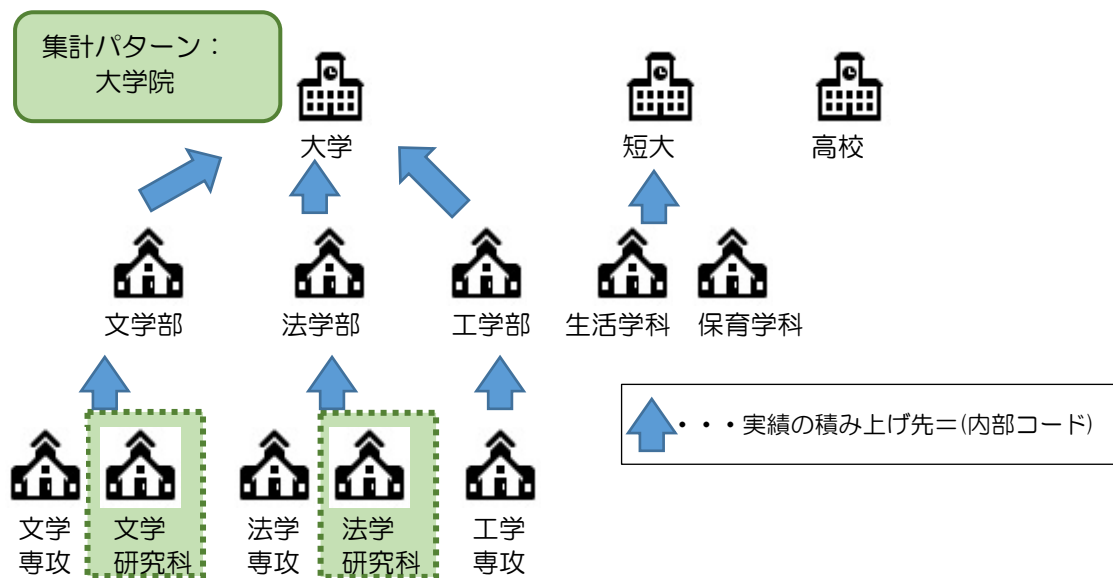 集計パターン：
大学院
大学
短大
高校
文学部
法学部
工学部
生活学科
保育学科
・・・実績の積み上げ先＝(内部コード)
文学
専攻
文学
研究科
法学
専攻
法学
研究科
工学
専攻